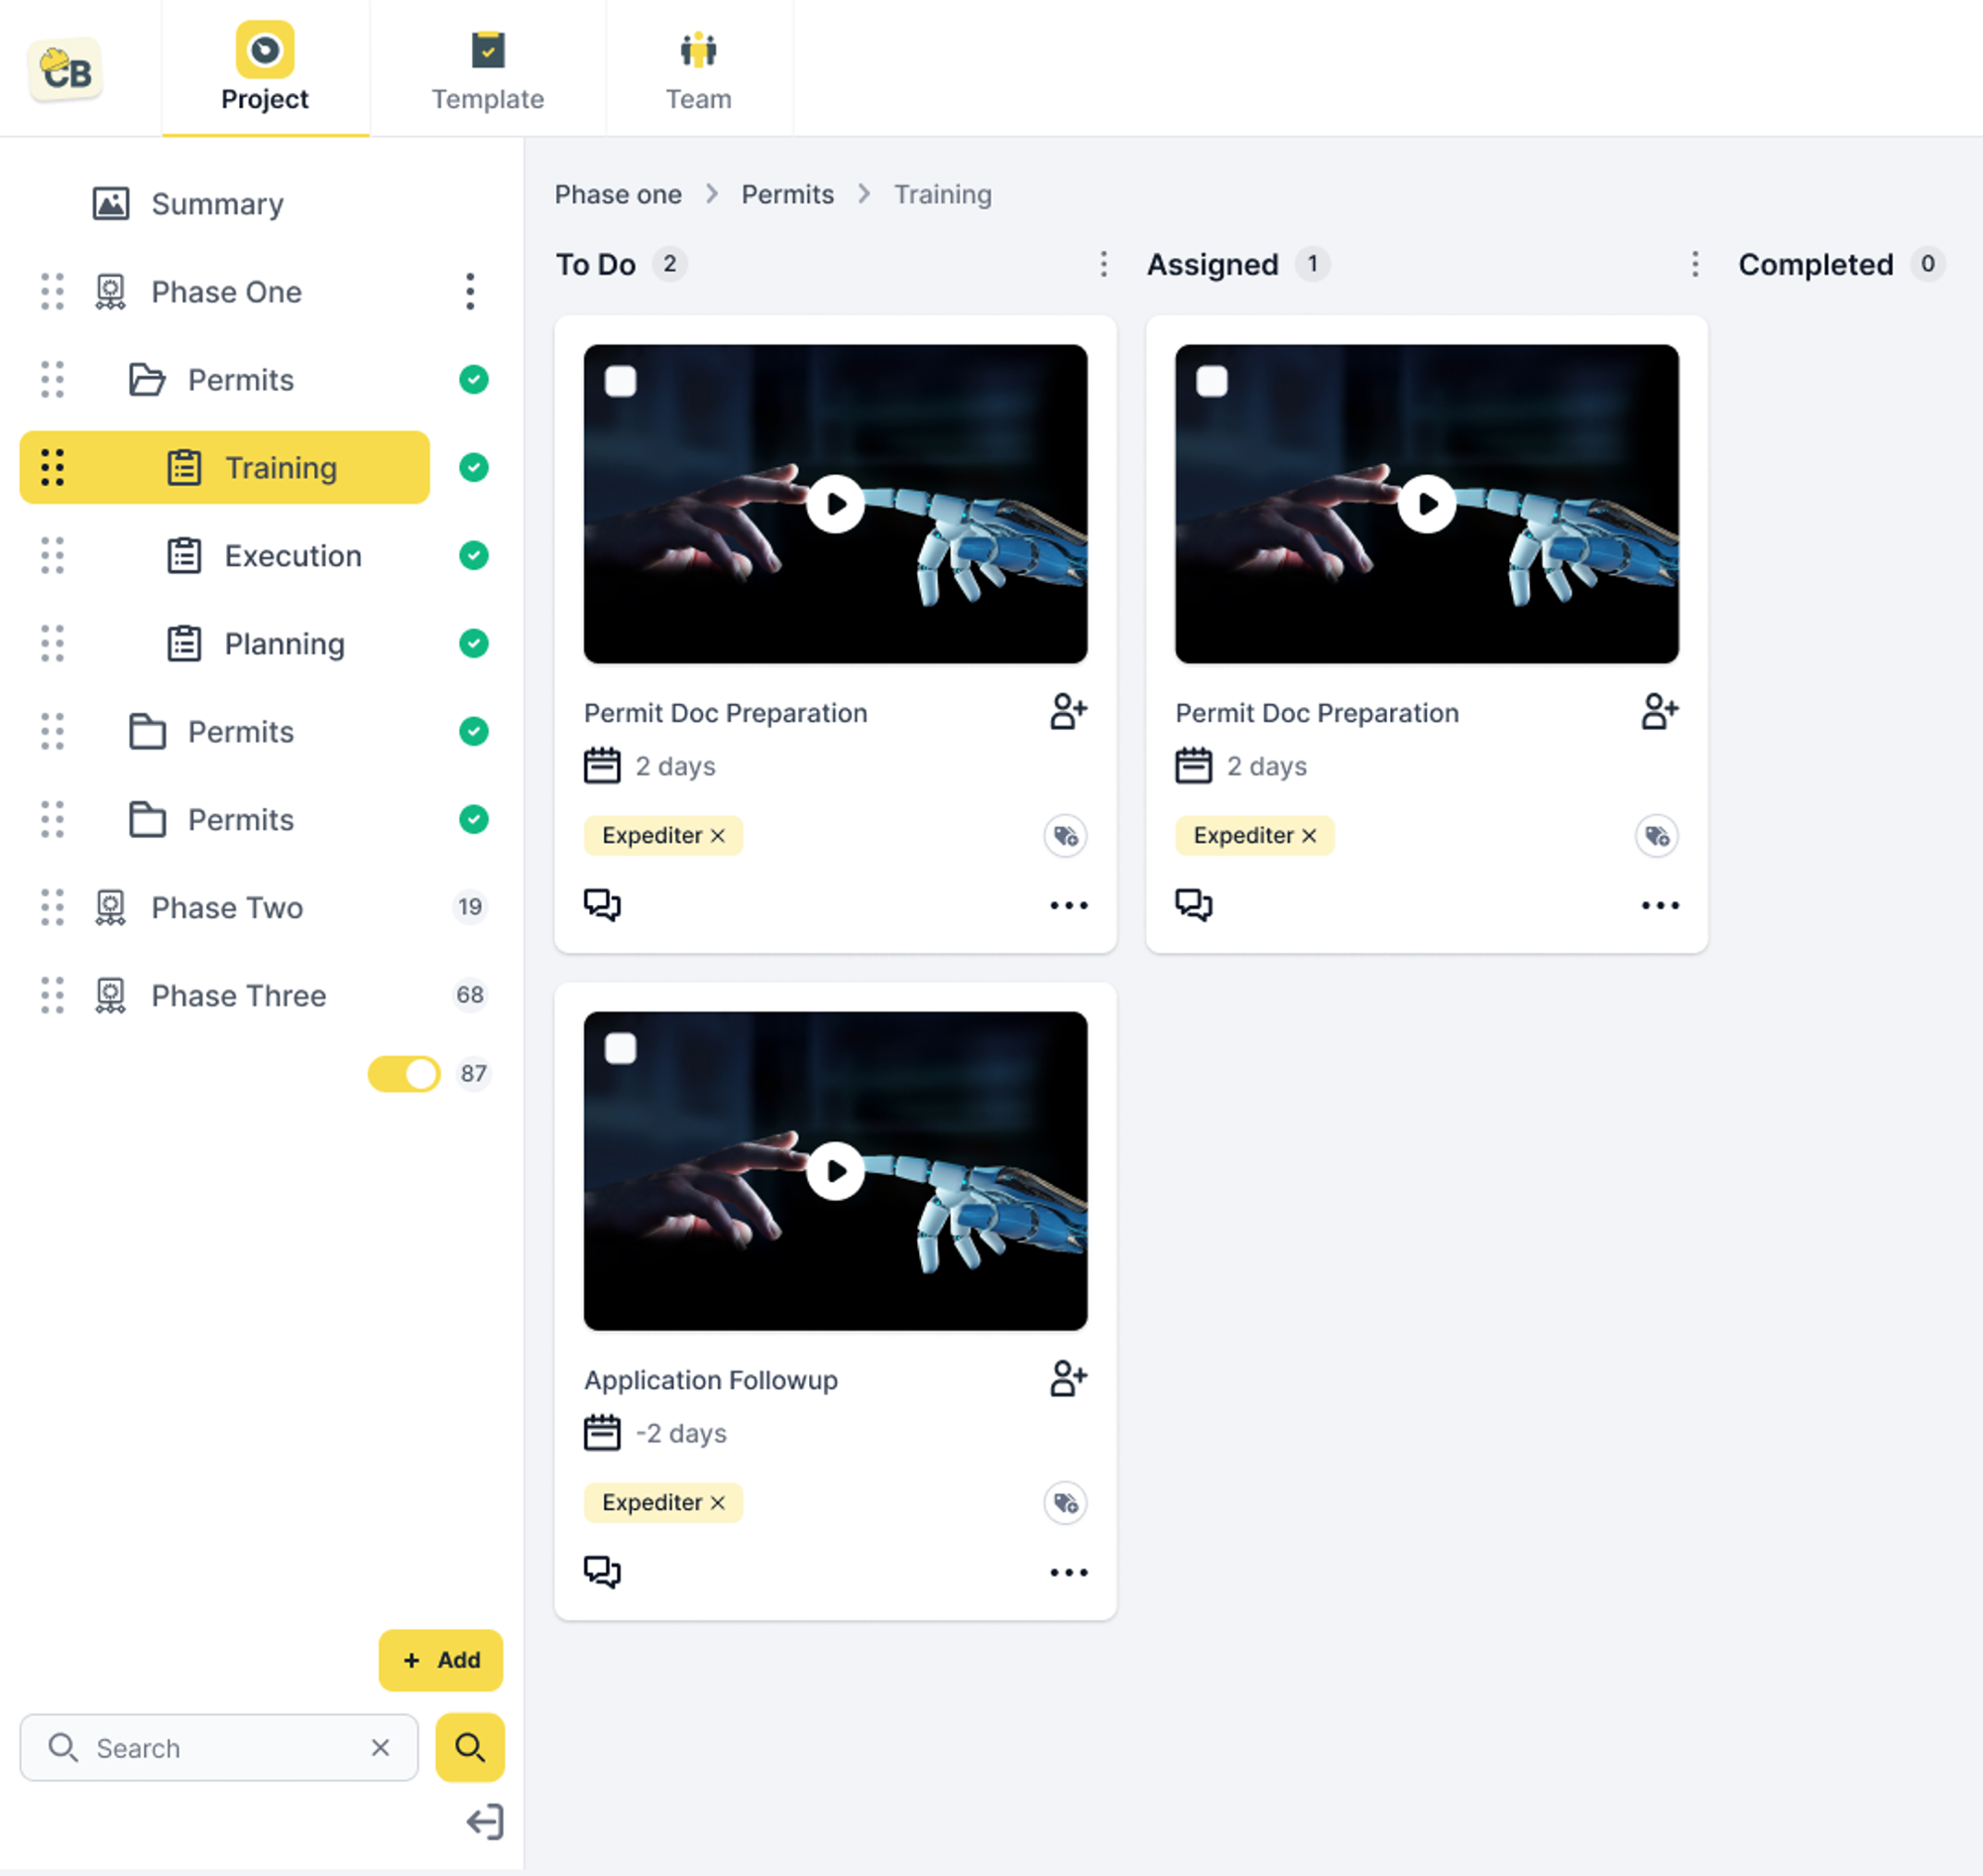 CB
Project
Template
Team
Summary
Phase One
Permits
Training
Execution
Planning
Permits
Permits
Phase Two 19
Phase Three 68
87
+ Add
Search
Phase one > Permits > Training
To Do 2
Permit Doc Preparation
2 days
Expediter ×
Application Followup
-2 days
Expediter ×
Assigned 1
Permit Doc Preparation
2 days
Expediter ×
Completed 0